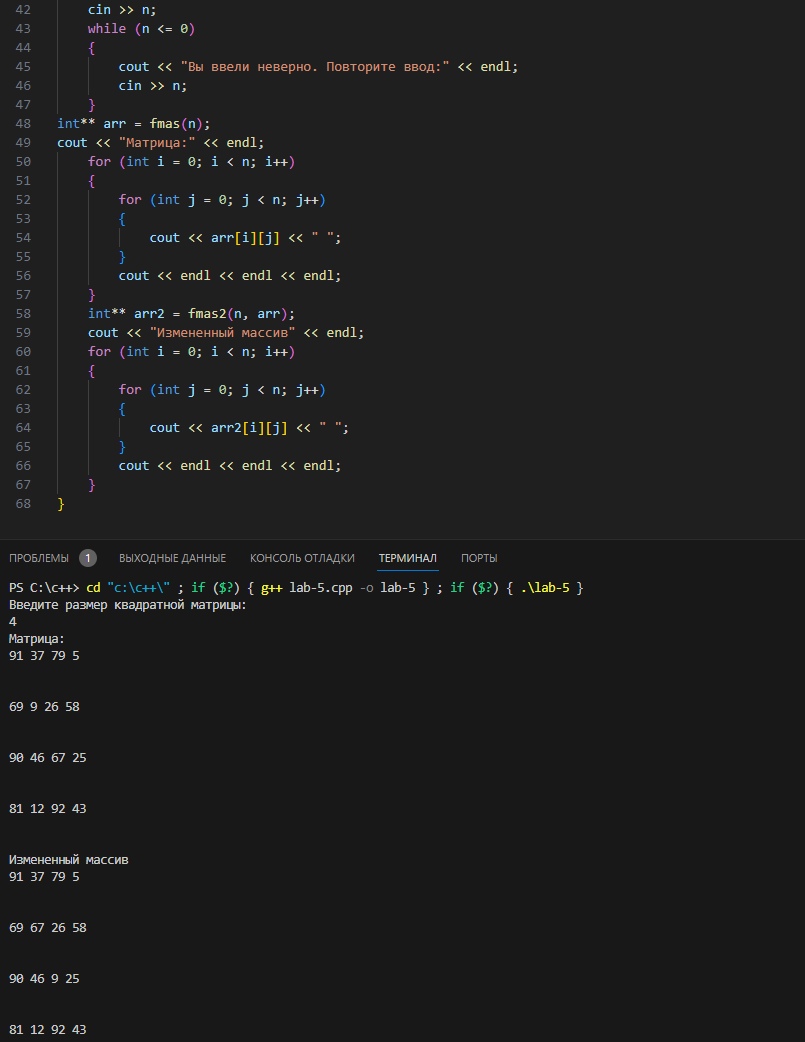 42 cin >> n;
43 while (n <= 0)
44 {
45 cout << "Вы ввели неверно. Повторите ввод:" << endl;
46 cin >> n;
47 }
48 int** arr = fmas(n);
49 cout << "Матрица:" << endl;
50 for (int i = 0; i < n; i++)
51 {
52 for (int j = 0; j < n; j++)
53 {
54 cout << arr[i][j] << " ";
55 }
56 cout << endl << endl << endl;
57 }
58 int** arr2 = fmas2(n, arr);
59 cout << "Измененный массив" << endl;
60 for (int i = 0; i < n; i++)
61 {
62 for (int j = 0; j < n; j++)
63 {
64 cout << arr2[i][j] << " ";
65 }
66 cout << endl << endl << endl;
67 }
68 }
ПРОБЛЕМЫ 1 ВЫХОДНЫЕ ДАННЫЕ КОНСОЛЬ ОТЛАДКИ ТЕРМИНАЛ ПОРТЫ
PS C:\c++> cd "c:\c++\" ; if ($?) { g++ lab-5.cpp -o lab-5 } ; if ($?) { .\lab-5 }
Введите размер квадратной матрицы:
4
Матрица:
91 37 79 5
69 9 26 58
90 46 67 25
81 12 92 43
Измененный массив
91 37 79 5
69 67 26 58
90 46 9 25
81 12 92 43